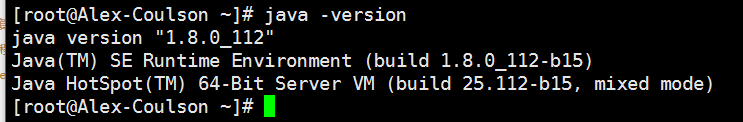 [root@Alex-Coulson ~]# java -version
java version "1.8.0_112"
Java(TM) SE Runtime Environment (build 1.8.0_112-b15)
Java HotSpot(TM) 64-Bit Server VM (build 25.112-b15, mixed mode)
[root@Alex-Coulson ~]#